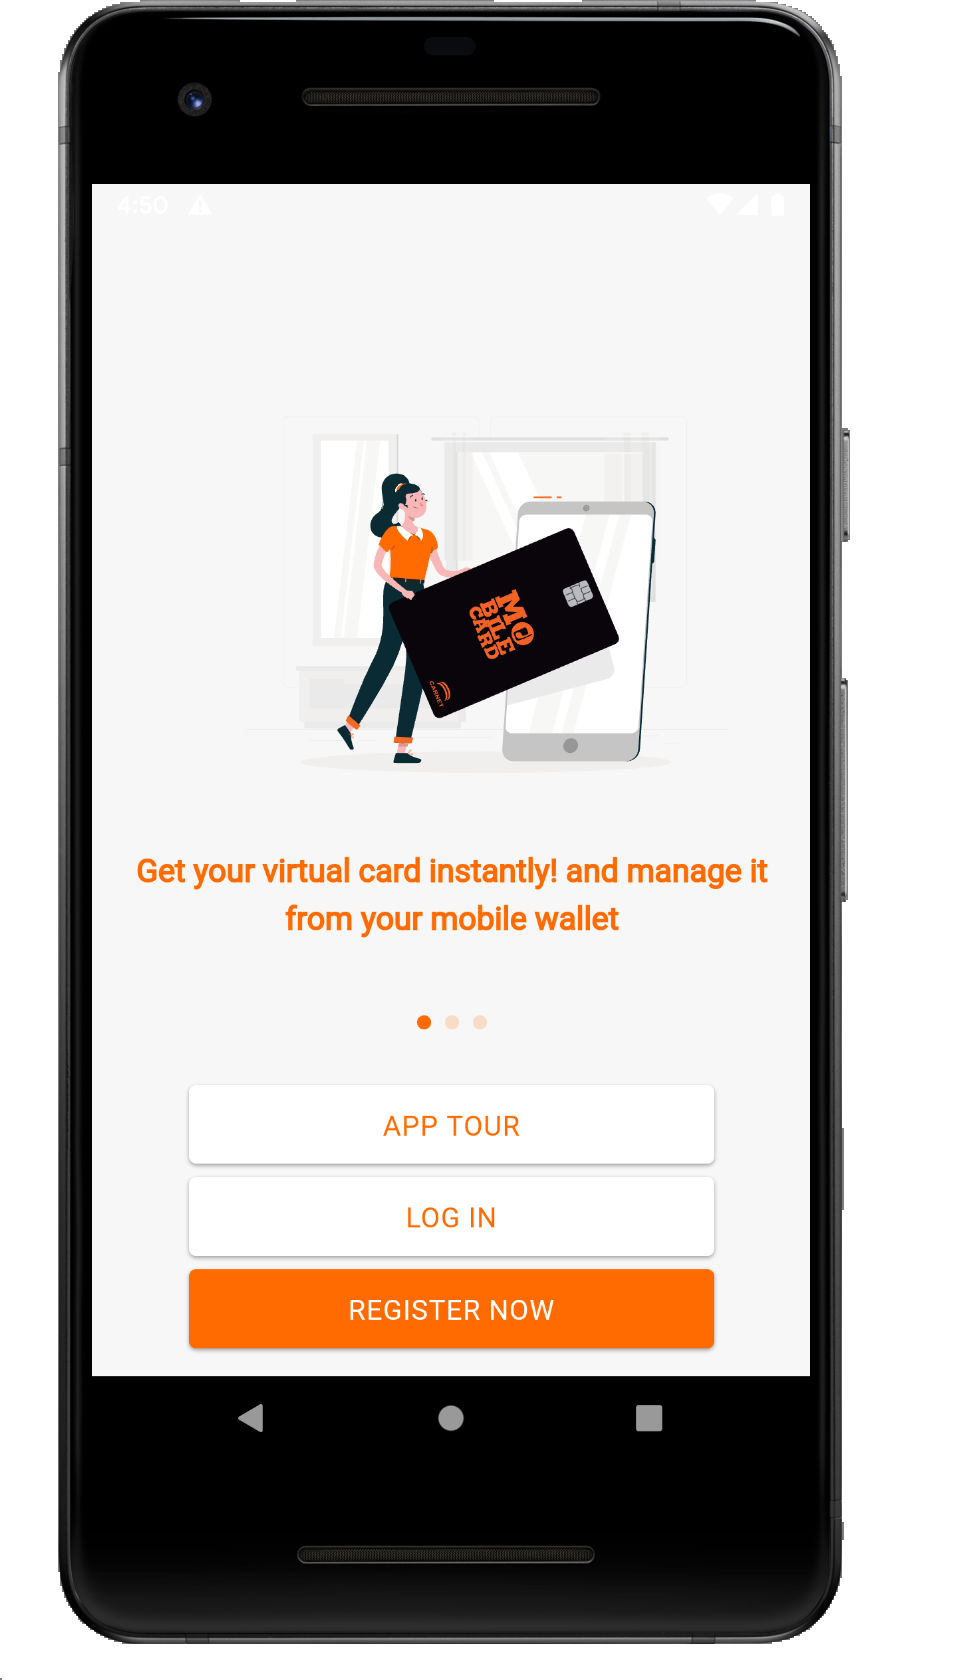 4:50
MO
BILE
CARD
CARNET
Get your virtual card instantly! and manage it
from your mobile wallet
APP TOUR
LOG IN
REGISTER NOW